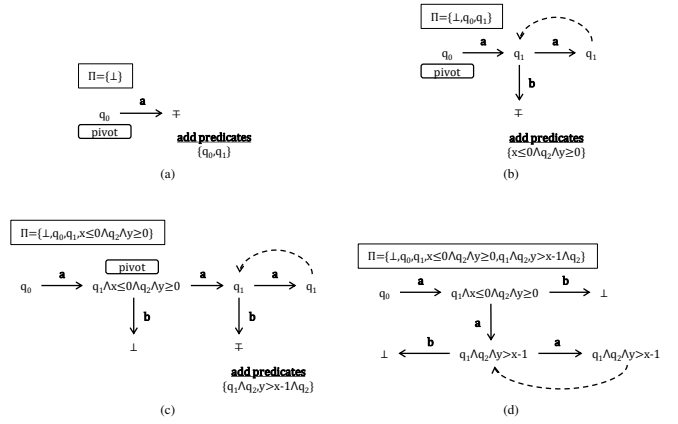 Π={⊥}
a
q₀ ∓
pivot
add predicates
{q₀,q₁}
(a)
Π={⊥,q₀,q₁}
a a
q₀ q₁ q₁
pivot
b
∓
add predicates
{x≤0∧q₂∧y≥0}
(b)
Π={⊥,q₀,q₁,x≤0∧q₂∧y≥0}
pivot
a a a
q₀ q₁∧x≤0∧q₂∧y≥0 q₁ q₁
b b
⊥ ∓
add predicates
{q₁∧q₂,y>x-1∧q₂}
(c)
Π={⊥,q₀,q₁,x≤0∧q₂∧y≥0,q₁∧q₂,y>x-1∧q₂}
a b
q₀ q₁∧x≤0∧q₂∧y≥0 ⊥
a
b a
⊥ q₁∧q₂∧y>x-1 q₁∧q₂∧y>x-1
(d)